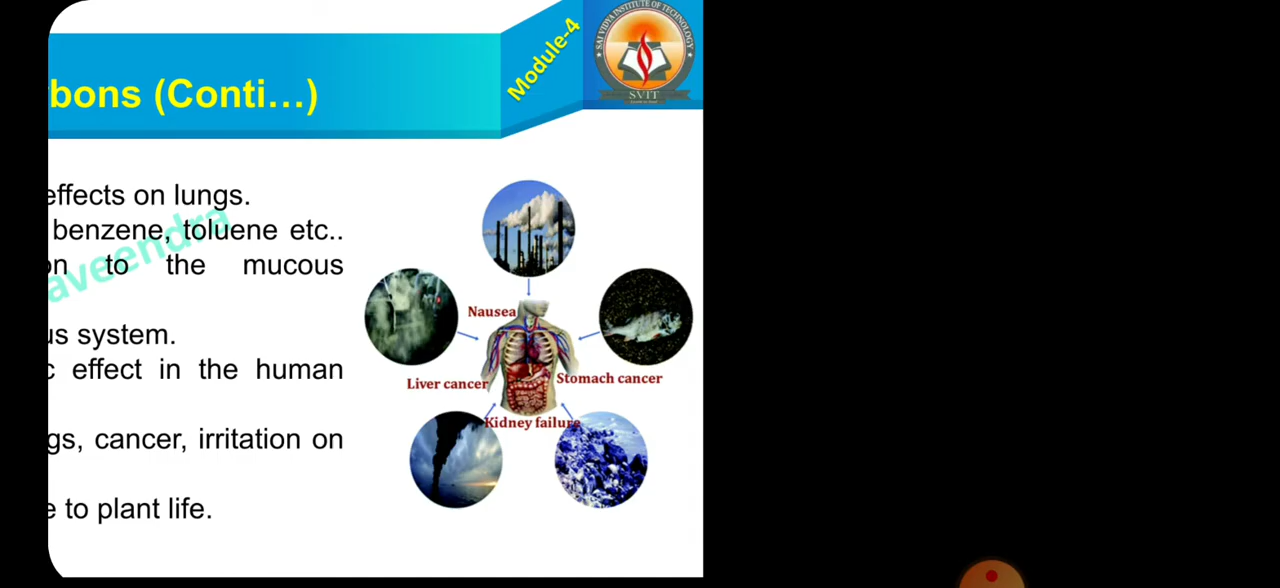 Module-4
SAI VIDYA INSTITUTE OF TECHNOLOGY
SVIT
bons (Conti...)
effects on lungs.
benzene, toluene etc..
on to the mucous
us system.
c effect in the human
gs, cancer, irritation on
e to plant life.
aveendra
Nausea
Liver cancer
Stomach cancer
Kidney failure